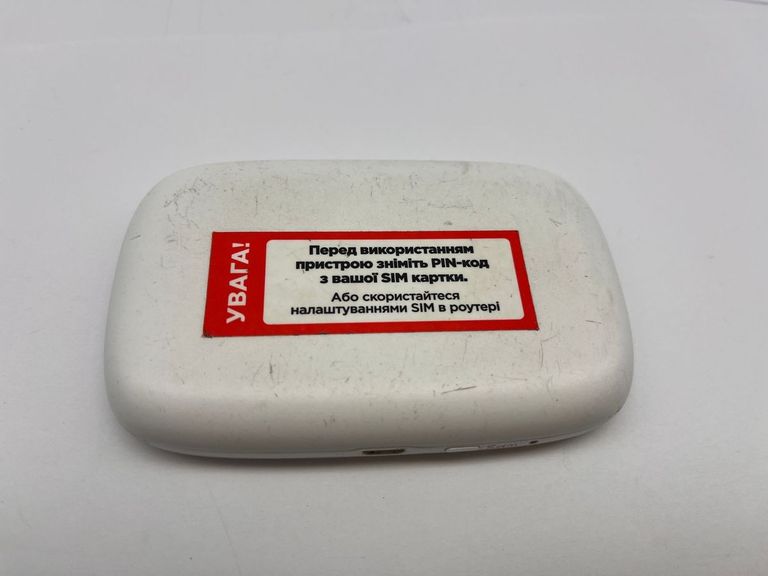 УВАГА!
Перед використанням
пристрою зніміть PIN-код
з вашої SIM картки.
Або скористайтеся
налаштуваннями SIM в роутері